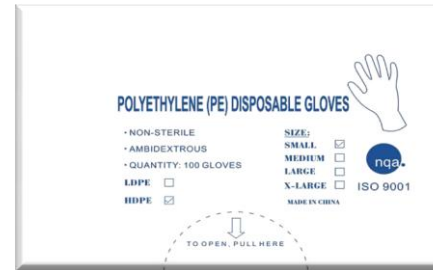 POLYETHYLENE (PE) DISPOSABLE GLOVES
· NON-STERILE
· AMBIDEXTROUS
· QUANTITY: 100 GLOVES
LDPE ☐
HDPE ☑
SIZE:
SMALL ☑
MEDIUM ☐
LARGE ☐
X-LARGE ☐
MADE IN CHINA
nqa.
ISO 9001
TO OPEN, PULL HERE